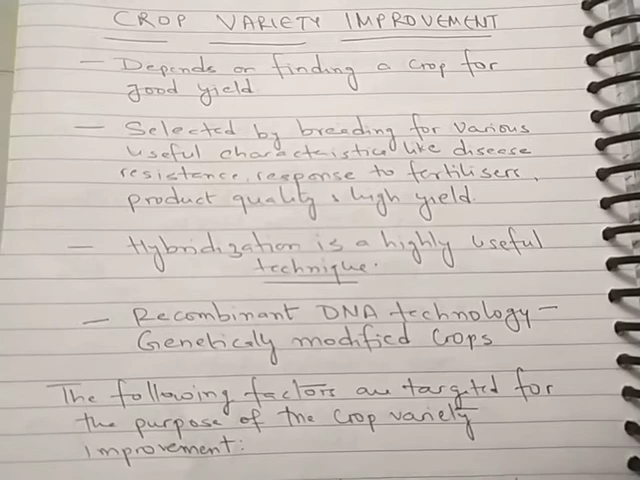 CROP VARIETY IMPROVEMENT
- Depends on finding a crop for
good yield
- Selected by breading for various
useful characteristics like disease
resistance, response to fertilisers,
product quality & high yield.
- Hybridization is a highly useful
technique.
- Recombinant DNA technology -
Genetically modified Crops
The following factors are targeted for
the purpose of the crop variety
improvement: